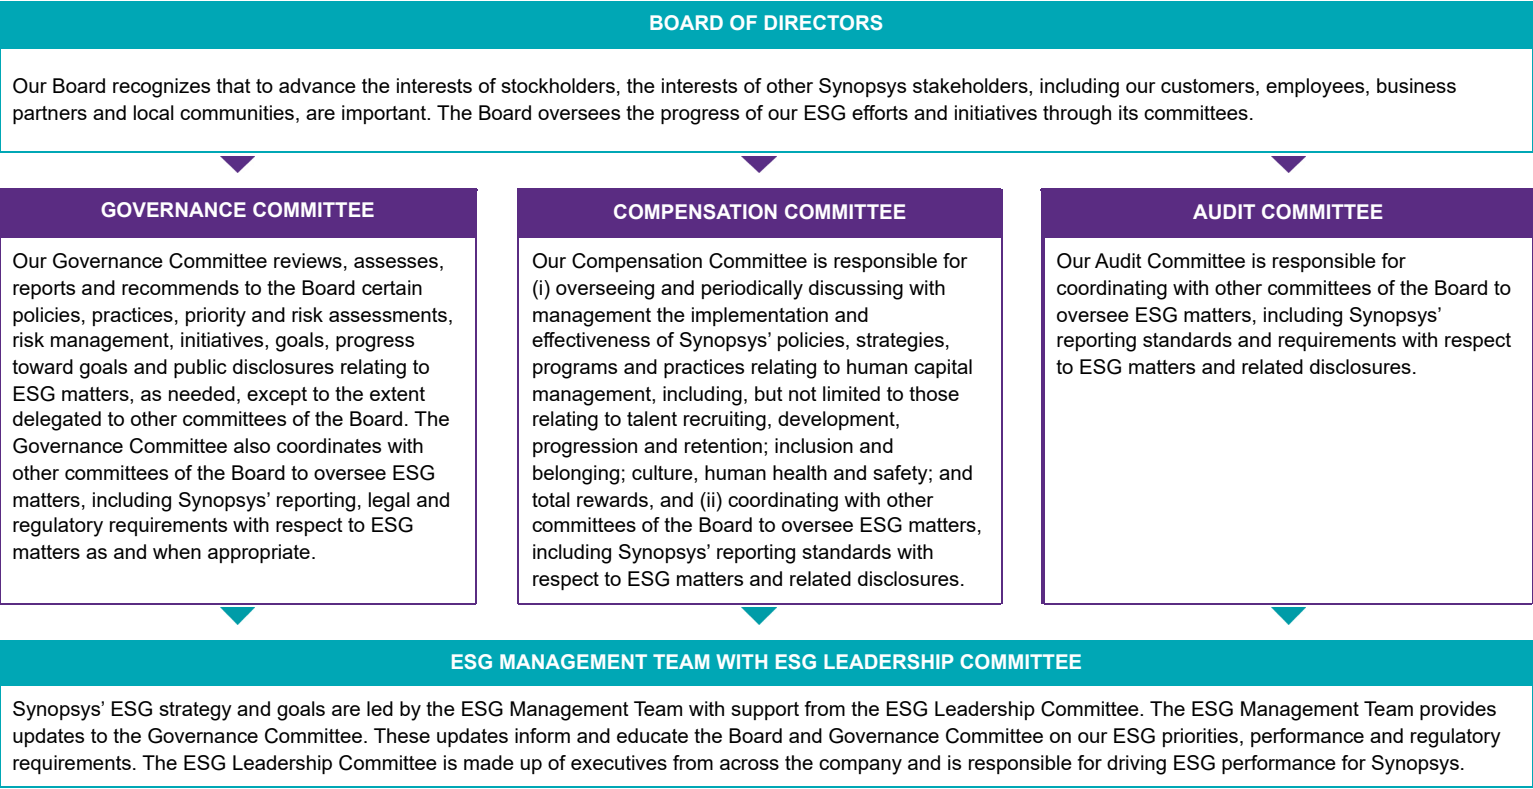 BOARD OF DIRECTORS
Our Board recognizes that to advance the interests of stockholders, the interests of other Synopsys stakeholders, including our customers, employees, business
partners and local communities, are important. The Board oversees the progress of our ESG efforts and initiatives through its committees.
GOVERNANCE COMMITTEE
Our Governance Committee reviews, assesses,
reports and recommends to the Board certain
policies, practices, priority and risk assessments,
risk management, initiatives, goals, progress
toward goals and public disclosures relating to
ESG matters, as needed, except to the extent
delegated to other committees of the Board. The
Governance Committee also coordinates with
other committees of the Board to oversee ESG
matters, including Synopsys’ reporting, legal and
regulatory requirements with respect to ESG
matters as and when appropriate.
COMPENSATION COMMITTEE
Our Compensation Committee is responsible for
(i) overseeing and periodically discussing with
management the implementation and
effectiveness of Synopsys’ policies, strategies,
programs and practices relating to human capital
management, including, but not limited to those
relating to talent recruiting, development,
progression and retention; inclusion and
belonging; culture, human health and safety; and
total rewards, and (ii) coordinating with other
committees of the Board to oversee ESG matters,
including Synopsys’ reporting standards with
respect to ESG matters and related disclosures.
AUDIT COMMITTEE
Our Audit Committee is responsible for
coordinating with other committees of the Board to
oversee ESG matters, including Synopsys’
reporting standards and requirements with respect
to ESG matters and related disclosures.
ESG MANAGEMENT TEAM WITH ESG LEADERSHIP COMMITTEE
Synopsys’ ESG strategy and goals are led by the ESG Management Team with support from the ESG Leadership Committee. The ESG Management Team provides
updates to the Governance Committee. These updates inform and educate the Board and Governance Committee on our ESG priorities, performance and regulatory
requirements. The ESG Leadership Committee is made up of executives from across the company and is responsible for driving ESG performance for Synopsys.